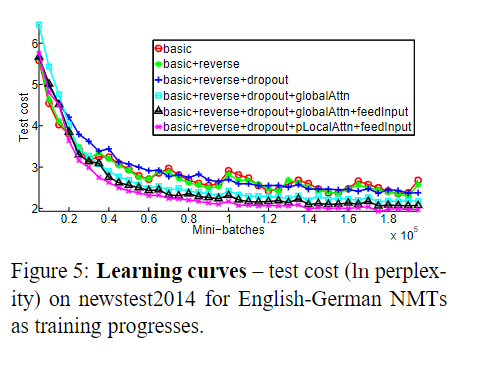 basic
basic+reverse
basic+reverse+dropout
basic+reverse+dropout+globalAttn
basic+reverse+dropout+globalAttn+feedInput
basic+reverse+dropout+pLocalAttn+feedInput
Test cost
6
5
4
3
2
0.2 0.4 0.6 0.8 1 1.2 1.4 1.6 1.8
Mini−batches
x 10⁵
Figure 5: Learning curves – test cost (ln perplex-
ity) on newstest2014 for English-German NMTs
as training progresses.